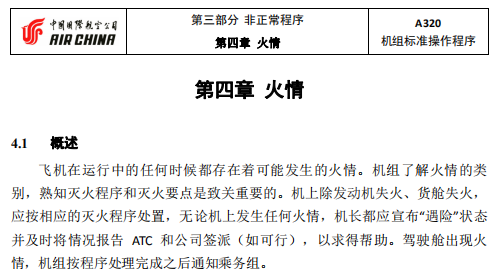 中国国际航空公司
AIR CHINA
第三部分 非正常程序
第四章 火情
A320
机组标准操作程序
第四章 火情
4.1 概述
飞机在运行中的任何时候都存在着可能发生的火情。机组了解火情的类
别，熟知灭火程序和灭火要点是致关重要的。机上除发动机失火、货舱失火，
应按相应的灭火程序处置，无论机上发生任何火情，机长都应宣布“遇险”状态
并及时将情况报告 ATC 和公司签派（如可行），以求得帮助。驾驶舱出现火
情，机组按程序处理完成之后通知乘务组。